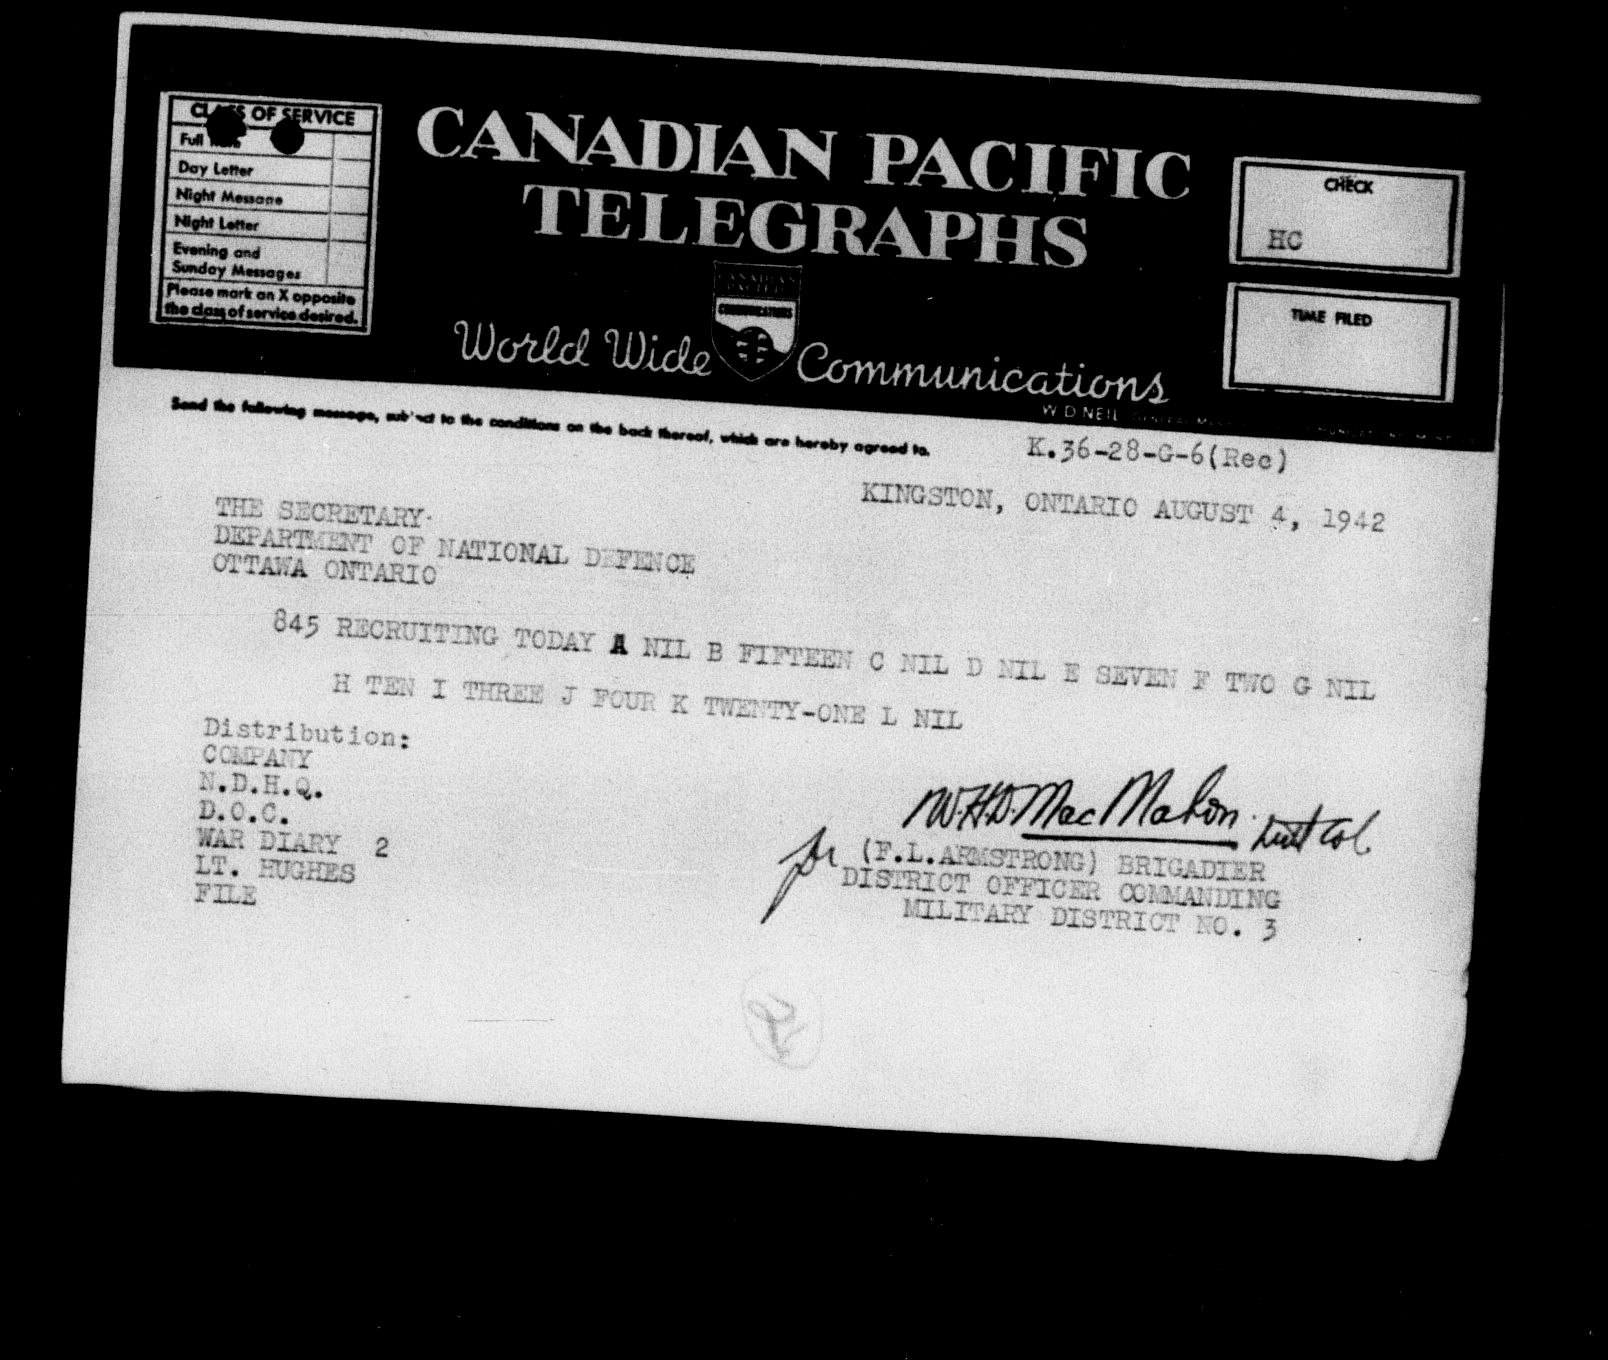 CLASS OF SERVICE
Full Rate
Day Letter
Night Message
Night Letter
Evening and
Sunday Messages
Please mark an X opposite
the class of service desired.
CANADIAN PACIFIC
TELEGRAPHS
CANADIAN
PACIFIC
COMMUNICATIONS
World Wide Communications
W. D. NEIL
CHECK
HC
TIME FILED
Send the following message, subject to the conditions on the back thereof, which are hereby agreed to.
K.36-28-G-6(Rec)
KINGSTON, ONTARIO AUGUST 4, 1942
THE SECRETARY
DEPARTMENT OF NATIONAL DEFENCE
OTTAWA ONTARIO
845 RECRUITING TODAY A NIL B FIFTEEN C NIL D NIL E SEVEN F TWO G NIL
H TEN I THREE J FOUR K TWENTY-ONE L NIL
Distribution:
COMPANY
N.D.H.Q.
D.O.C.
WAR DIARY 2
LT. HUGHES
FILE
W.H.D. MacMahon Lieut Col
for (F.L.ARMSTRONG) BRIGADIER
DISTRICT OFFICER COMMANDING
MILITARY DISTRICT NO. 3